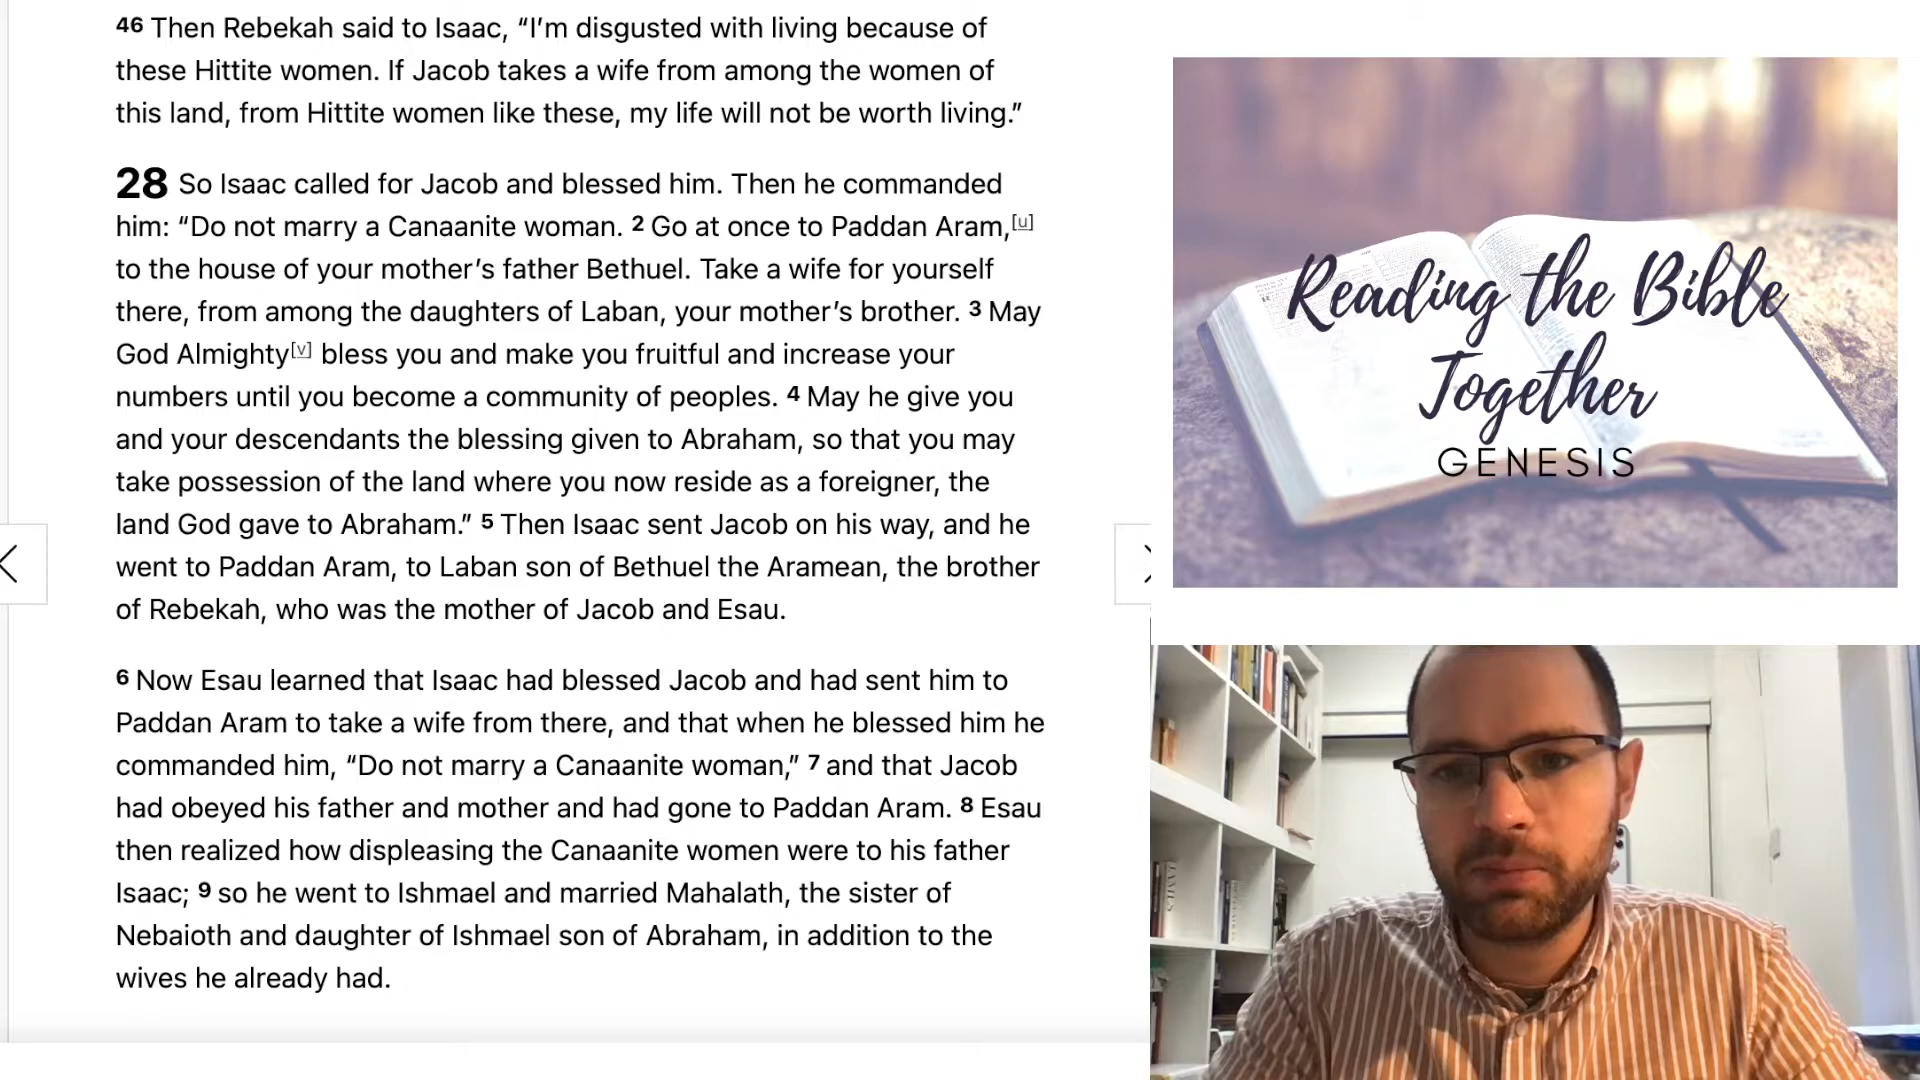 46 Then Rebekah said to Isaac, “I’m disgusted with living because of
these Hittite women. If Jacob takes a wife from among the women of
this land, from Hittite women like these, my life will not be worth living.”
28 So Isaac called for Jacob and blessed him. Then he commanded
him: “Do not marry a Canaanite woman. 2 Go at once to Paddan Aram,[u]
to the house of your mother’s father Bethuel. Take a wife for yourself
there, from among the daughters of Laban, your mother’s brother. 3 May
God Almighty[v] bless you and make you fruitful and increase your
numbers until you become a community of peoples. 4 May he give you
and your descendants the blessing given to Abraham, so that you may
take possession of the land where you now reside as a foreigner, the
land God gave to Abraham.” 5 Then Isaac sent Jacob on his way, and he
went to Paddan Aram, to Laban son of Bethuel the Aramean, the brother
of Rebekah, who was the mother of Jacob and Esau.
6 Now Esau learned that Isaac had blessed Jacob and had sent him to
Paddan Aram to take a wife from there, and that when he blessed him he
commanded him, “Do not marry a Canaanite woman,” 7 and that Jacob
had obeyed his father and mother and had gone to Paddan Aram. 8 Esau
then realized how displeasing the Canaanite women were to his father
Isaac; 9 so he went to Ishmael and married Mahalath, the sister of
Nebaioth and daughter of Ishmael son of Abraham, in addition to the
wives he already had.
Reading the Bible
Together
GENESIS